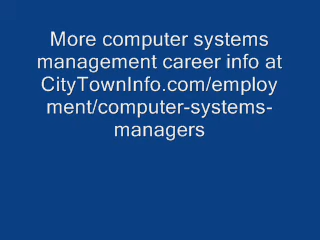 More computer systems
management career info at
CityTownInfo.com/employ
ment/computer-systems-
managers